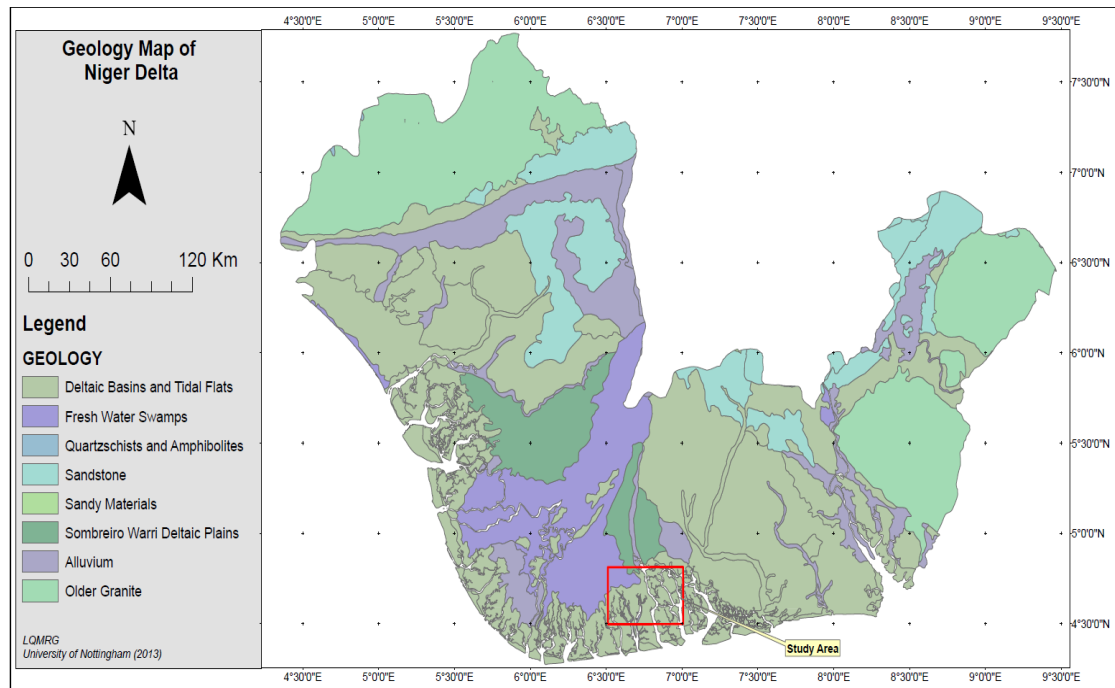 Geology Map of
Niger Delta
N
0 30 60 120 Km
Legend
GEOLOGY
Deltaic Basins and Tidal Flats
Fresh Water Swamps
Quartzschists and Amphibolites
Sandstone
Sandy Materials
Sombreiro Warri Deltaic Plains
Alluvium
Older Granite
LQMRG
University of Nottingham (2013)
4°30'0"E 5°0'0"E 5°30'0"E 6°0'0"E 6°30'0"E 7°0'0"E 7°30'0"E 8°0'0"E 8°30'0"E 9°0'0"E 9°30'0"E
7°30'0"N
7°0'0"N
6°30'0"N
6°0'0"N
5°30'0"N
5°0'0"N
4°30'0"N
Study Area
4°30'0"E 5°0'0"E 5°30'0"E 6°0'0"E 6°30'0"E 7°0'0"E 7°30'0"E 8°0'0"E 8°30'0"E 9°0'0"E 9°30'0"E